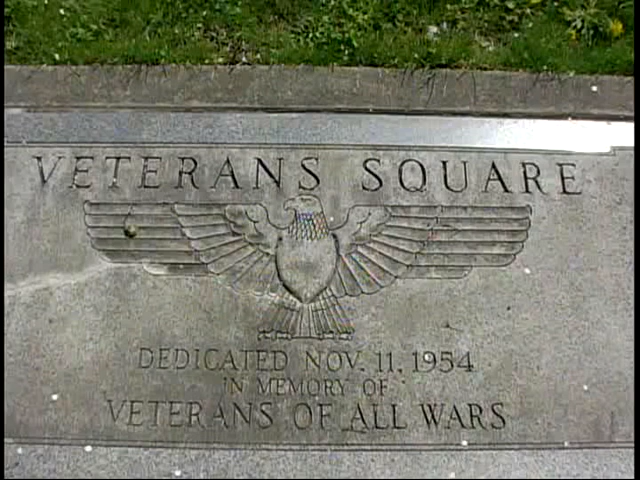 VETERANS SQUARE
DEDICATED NOV. 11, 1954
IN MEMORY OF
VETERANS OF ALL WARS